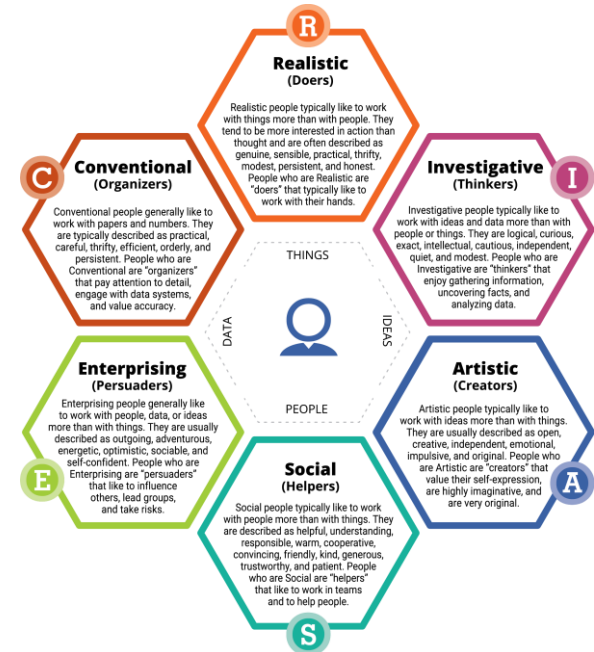 R
Realistic
(Doers)
Realistic people typically like to work
with things more than with people. They
tend to be more interested in action than
thought and are often described as
genuine, sensible, practical, thrifty,
modest, persistent, and honest.
People who are Realistic are
“doers” that typically like to
work with their hands.
C
Conventional
(Organizers)
Conventional people generally like to
work with papers and numbers. They
are typically described as practical,
careful, thrifty, efficient, orderly, and
persistent. People who are
Conventional are “organizers”
that pay attention to detail,
engage with data systems,
and value accuracy.
I
Investigative
(Thinkers)
Investigative people typically like to
work with ideas and data more than with
people or things. They are logical, curious,
exact, intellectual, cautious, independent,
quiet, and modest. People who are
Investigative are “thinkers” that
enjoy gathering information,
uncovering facts, and
analyzing data.
THINGS
DATA
IDEAS
PEOPLE
Enterprising
(Persuaders)
Enterprising people generally like
to work with people, data, or ideas
more than with things. They are usually
described as outgoing, adventurous,
energetic, optimistic, sociable, and
self-confident. People who are
Enterprising are “persuaders”
that like to influence
others, lead groups,
and take risks.
E
Artistic
(Creators)
Artistic people typically like to
work with ideas more than with things.
They are usually described as open,
creative, independent, emotional,
impulsive, and original. People who
are Artistic are “creators” that
value their self-expression,
are highly imaginative, and
are very original.
A
Social
(Helpers)
Social people typically like to work
with people more than with things. They
are described as helpful, understanding,
responsible, warm, cooperative,
convincing, friendly, kind, generous,
trustworthy, and patient. People
who are Social are “helpers”
that like to work in teams
and to help people.
S